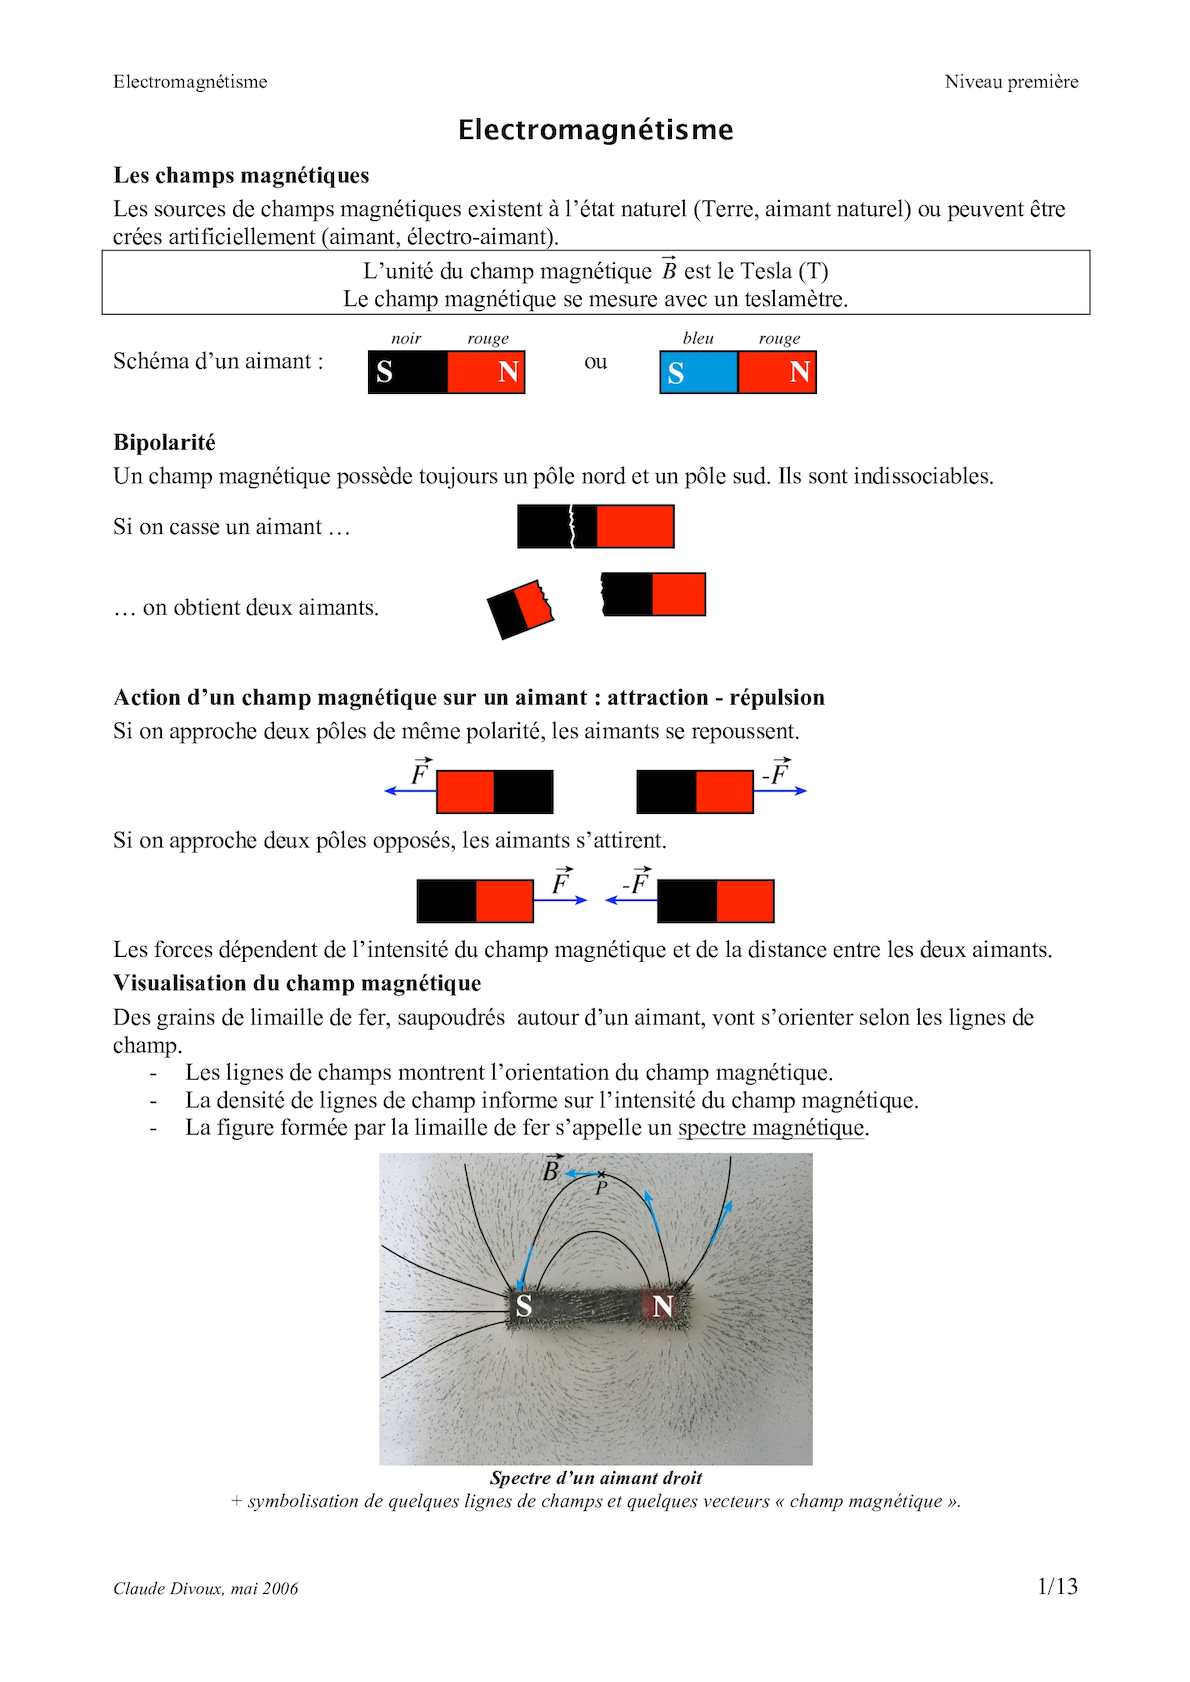 Electromagnétisme Niveau première
Electromagnétisme
Les champs magnétiques
Les sources de champs magnétiques existent à l’état naturel (Terre, aimant naturel) ou peuvent être
crées artificiellement (aimant, électro-aimant).
L’unité du champ magnétique B est le Tesla (T)
Le champ magnétique se mesure avec un teslamètre.
noir rouge bleu rouge
Schéma d’un aimant : S N ou S N
Bipolarité
Un champ magnétique possède toujours un pôle nord et un pôle sud. Ils sont indissociables.
Si on casse un aimant …
… on obtient deux aimants.
Action d’un champ magnétique sur un aimant : attraction - répulsion
Si on approche deux pôles de même polarité, les aimants se repoussent.
F -F
Si on approche deux pôles opposés, les aimants s’attirent.
F -F
Les forces dépendent de l’intensité du champ magnétique et de la distance entre les deux aimants.
Visualisation du champ magnétique
Des grains de limaille de fer, saupoudrés autour d’un aimant, vont s’orienter selon les lignes de
champ.
- Les lignes de champs montrent l’orientation du champ magnétique.
- La densité de lignes de champ informe sur l’intensité du champ magnétique.
- La figure formée par la limaille de fer s’appelle un spectre magnétique.
B P
S N
Spectre d’un aimant droit
+ symbolisation de quelques lignes de champs et quelques vecteurs « champ magnétique ».
Claude Divoux, mai 2006 1/13